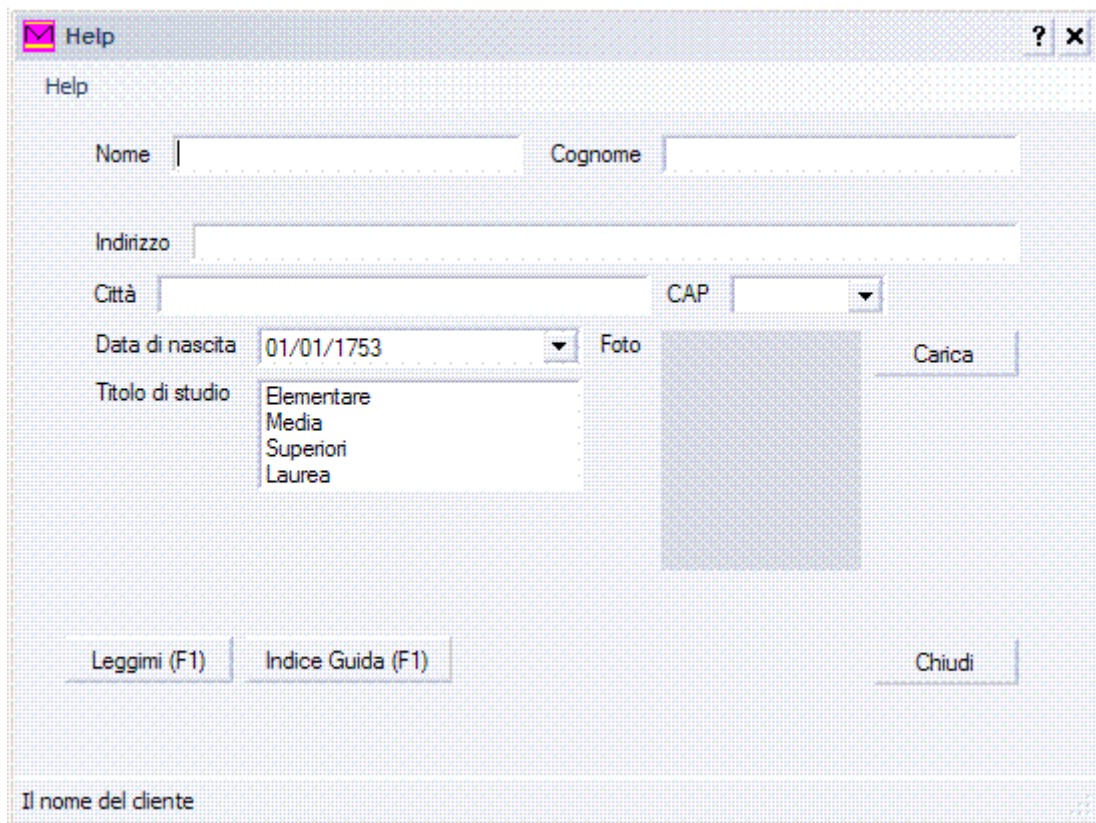 Help
?
Help
Nome Cognome
Indirizzo
Città CAP
Data di nascita 01/01/1753 Foto Carica
Titolo di studio Elementare
Media
Superiori
Laurea
Leggimi (F1) Indice Guida (F1) Chiudi
Il nome del cliente